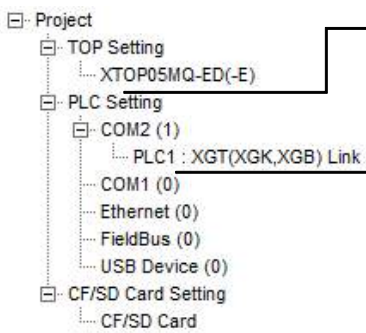 Project
TOP Setting
XTOP05MQ-ED(-E)
PLC Setting
COM2 (1)
PLC1 : XGT(XGK,XGB) Link
COM1 (0)
Ethernet (0)
FieldBus (0)
USB Device (0)
CF/SD Card Setting
CF/SD Card